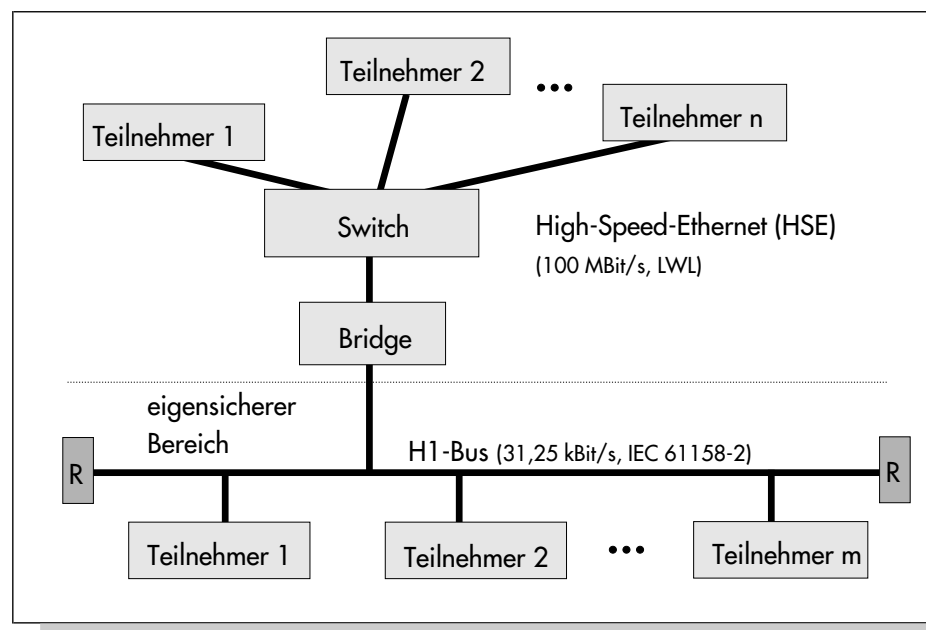 Teilnehmer 2
...
Teilnehmer 1
Teilnehmer n
Switch
High-Speed-Ethernet (HSE)
(100 MBit/s, LWL)
Bridge
eigensicherer
Bereich
H1-Bus (31,25 kBit/s, IEC 61158-2)
R
R
Teilnehmer 1
Teilnehmer 2
...
Teilnehmer m